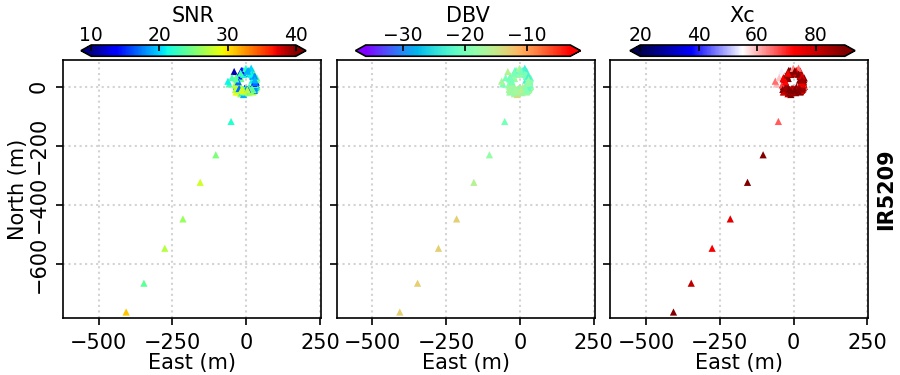 SNR DBV Xc
10 20 30 40 −30 −20 −10 20 40 60 80
0
−200
−400
−600
North (m)
−500 −250 0 250 −500 −250 0 250 −500 −250 0 250
East (m) East (m) East (m)
IR5209